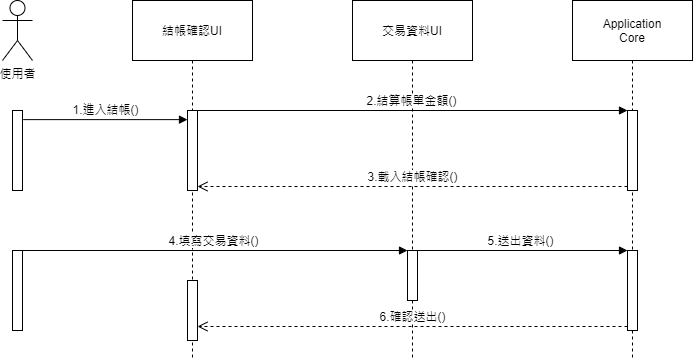 結帳確認UI
交易資料UI
Application
Core
使用者
1.進入結帳()
2.結算帳單金額()
3.載入結帳確認()
4.填寫交易資料()
5.送出資料()
6.確認送出()